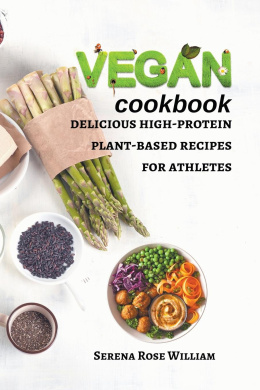 VEGAN
cookbook
DELICIOUS HIGH-PROTEIN
PLANT-BASED RECIPES
FOR ATHLETES
SERENA ROSE WILLIAM